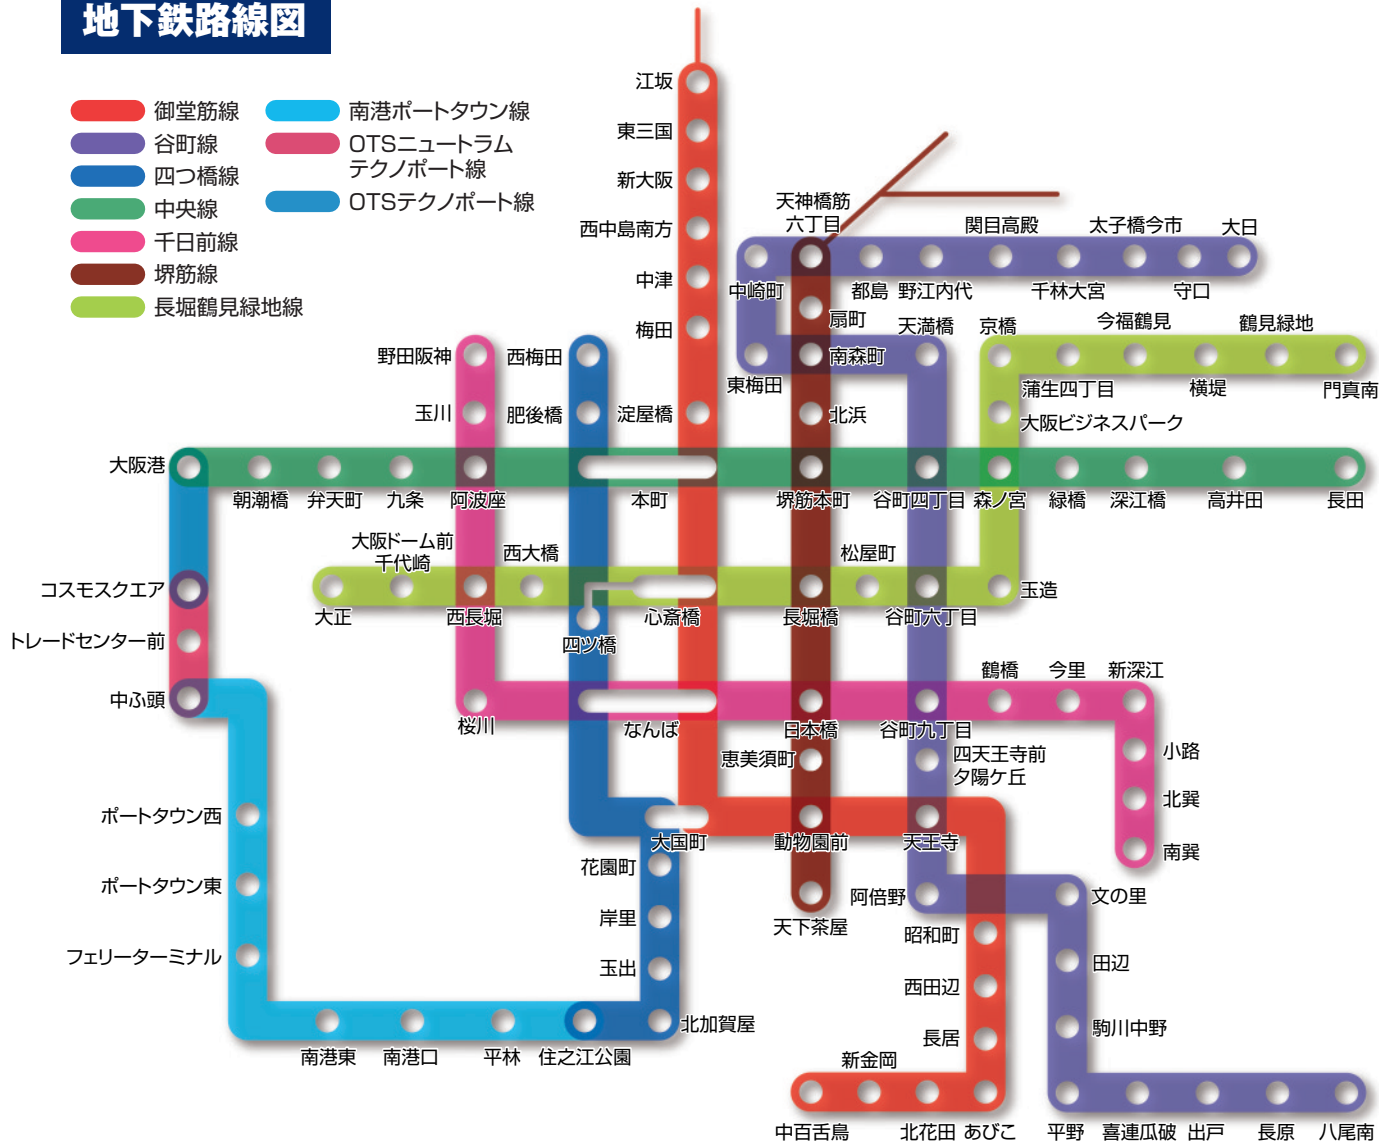 地下鉄路線図
御堂筋線
谷町線
四つ橋線
中央線
千日前線
堺筋線
長堀鶴見緑地線
南港ポートタウン線
OTSニュートラム
テクノポート線
OTSテクノポート線
江坂
東三国
新大阪
西中島南方
中津
梅田
淀屋橋
天神橋筋
六丁目
関目高殿
太子橋今市
大日
中崎町
都島
野江内代
千林大宮
守口
扇町
天満橋
京橋
今福鶴見
鶴見緑地
野田阪神
西梅田
東梅田
南森町
蒲生四丁目
横堤
門真南
玉川
肥後橋
北浜
大阪ビジネスパーク
大阪港
朝潮橋
弁天町
九条
阿波座
本町
堺筋本町
谷町四丁目
森ノ宮
緑橋
深江橋
高井田
長田
大阪ドーム前
千代崎
西大橋
松屋町
コスモスクエア
大正
西長堀
四ツ橋
心斎橋
長堀橋
谷町六丁目
玉造
トレードセンター前
中ふ頭
桜川
なんば
日本橋
谷町九丁目
鶴橋
今里
新深江
恵美須町
四天王寺前
夕陽ケ丘
小路
北巽
南巽
ポートタウン西
ポートタウン東
フェリーターミナル
大国町
動物園前
天王寺
花園町
岸里
玉出
北加賀屋
天下茶屋
阿倍野
文の里
昭和町
田辺
西田辺
駒川中野
長居
南港東
南港口
平林
住之江公園
新金岡
中百舌鳥
北花田
あびこ
平野
喜連瓜破
出戸
長原
八尾南